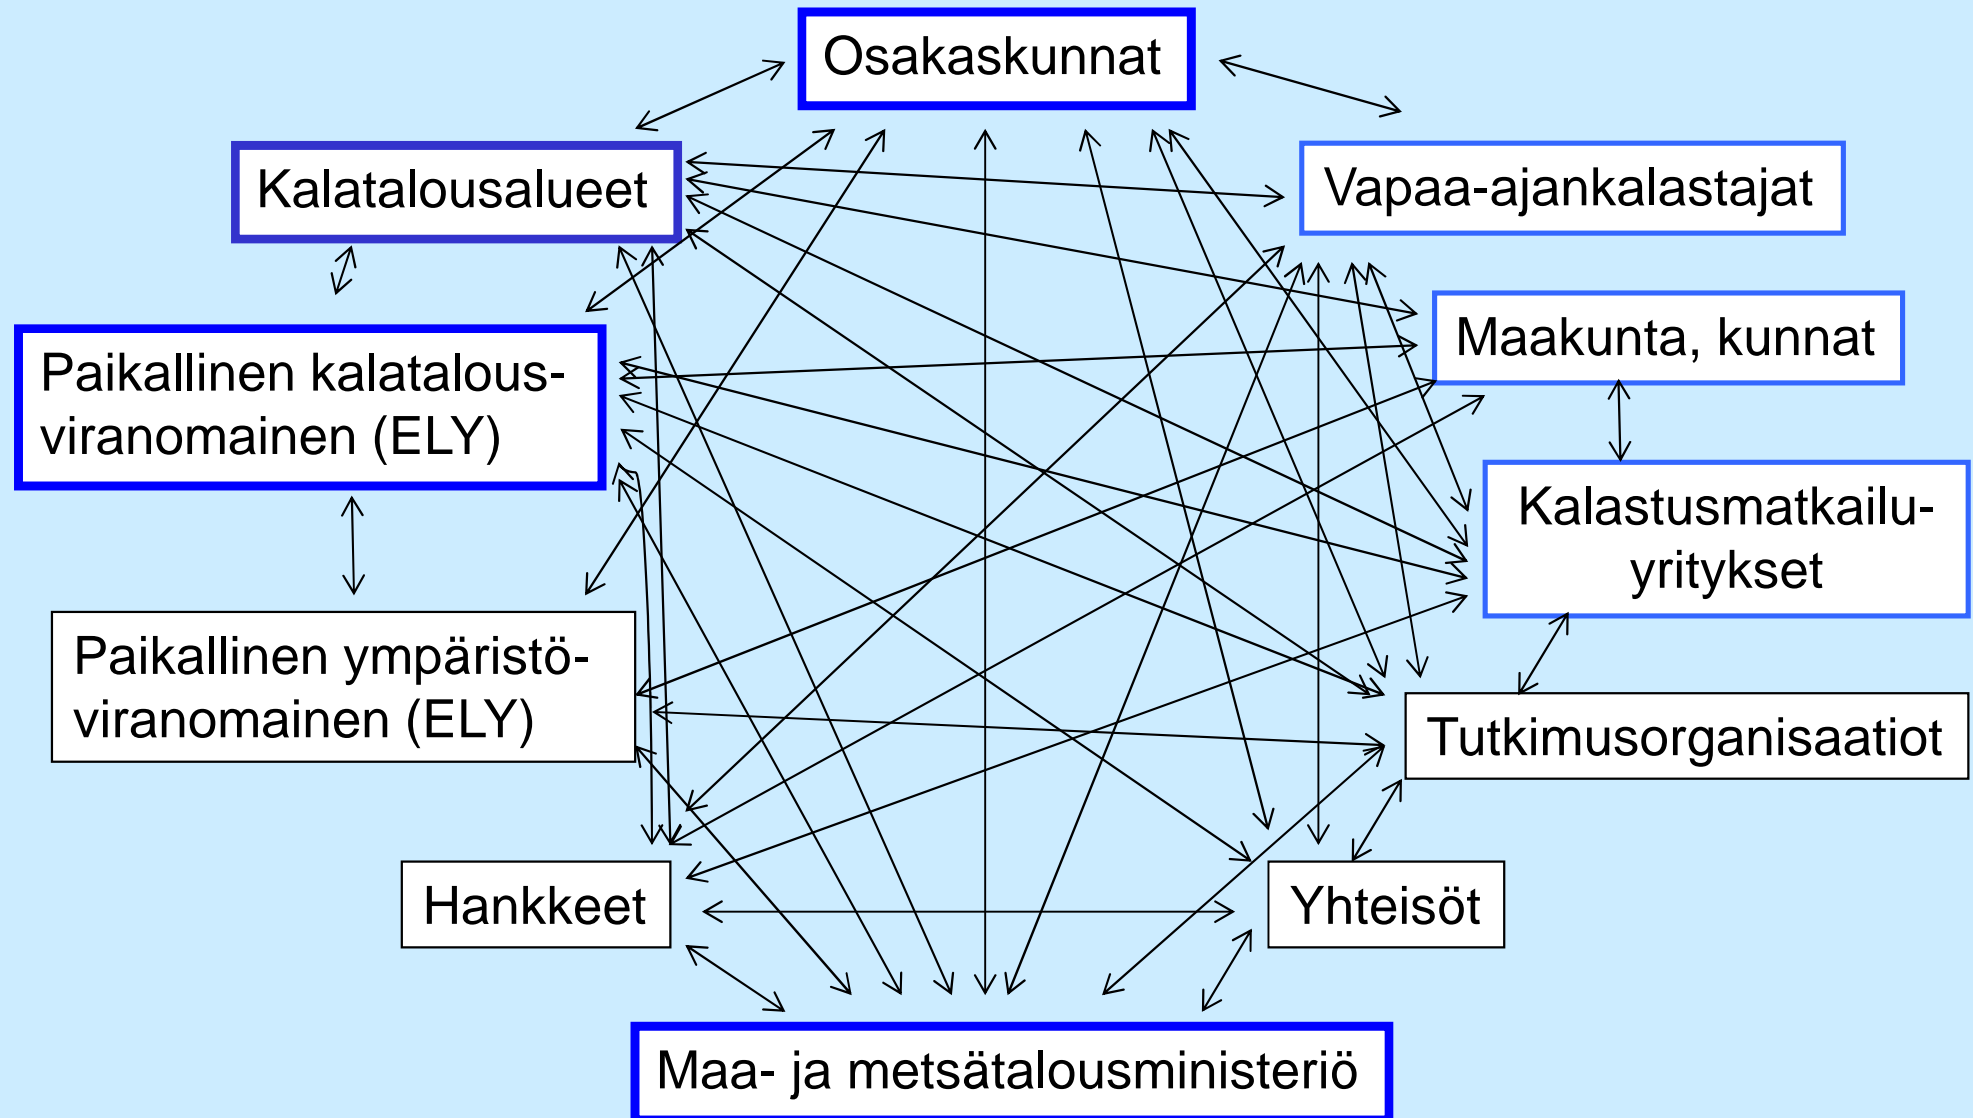 Osakaskunnat
Kalatalousalueet
Vapaa-ajankalastajat
Maakunta, kunnat
Paikallinen kalatalous-
viranomainen (ELY)
Kalastusmatkailu-
yritykset
Paikallinen ympäristö-
viranomainen (ELY)
Tutkimusorganisaatiot
Hankkeet
Yhteisöt
Maa- ja metsätalousministeriö